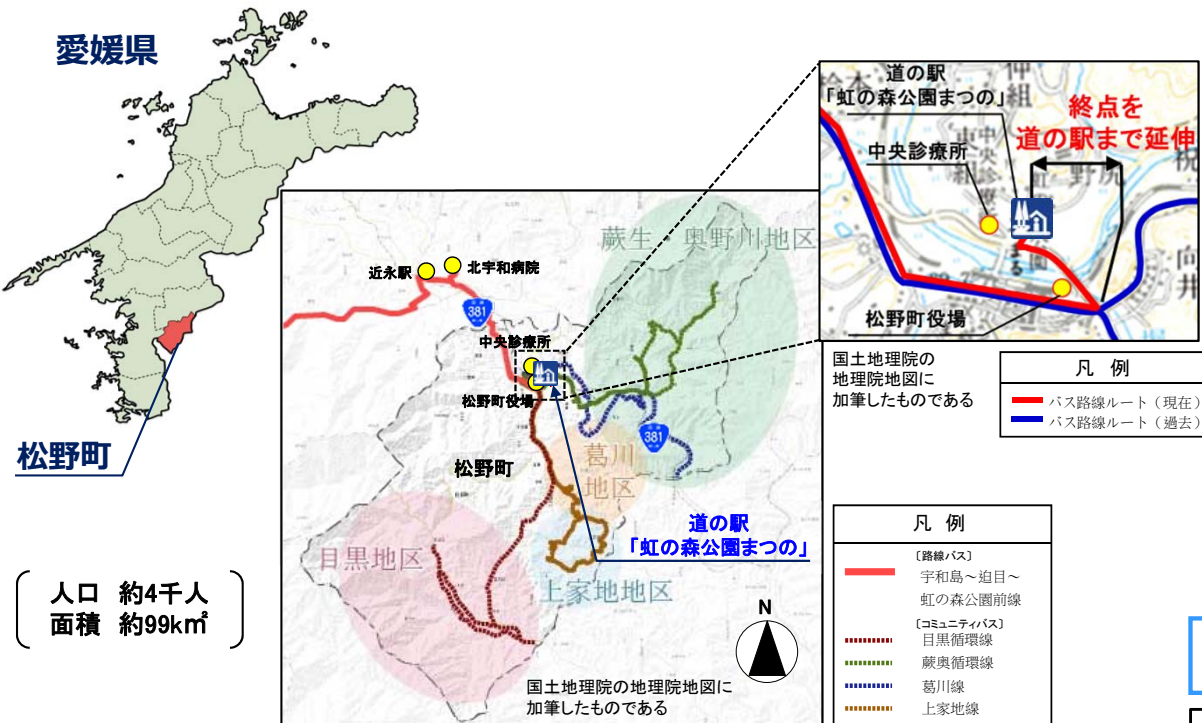 愛媛県
松野町
人口 約4千人
面積 約99km²
蕨生・奥野川地区
近永駅
北宇和病院
381
中央診療所
松野町役場
381
松野町
葛川
地区
道の駅
「虹の森公園まつの」
目黒地区
上家地地区
N
国土地理院の地理院地図に
加筆したものである
道の駅
「虹の森公園まつの」
終点を
道の駅まで延伸
中央診療所
松野町役場
国土地理院の
地理院地図に
加筆したものである
凡 例
バス路線ルート（現在）
バス路線ルート（過去）
凡 例
〔路線バス〕
宇和島～迫目～
虹の森公園前線
〔コミュニティバス〕
目黒循環線
蕨奥循環線
葛川線
上家地線